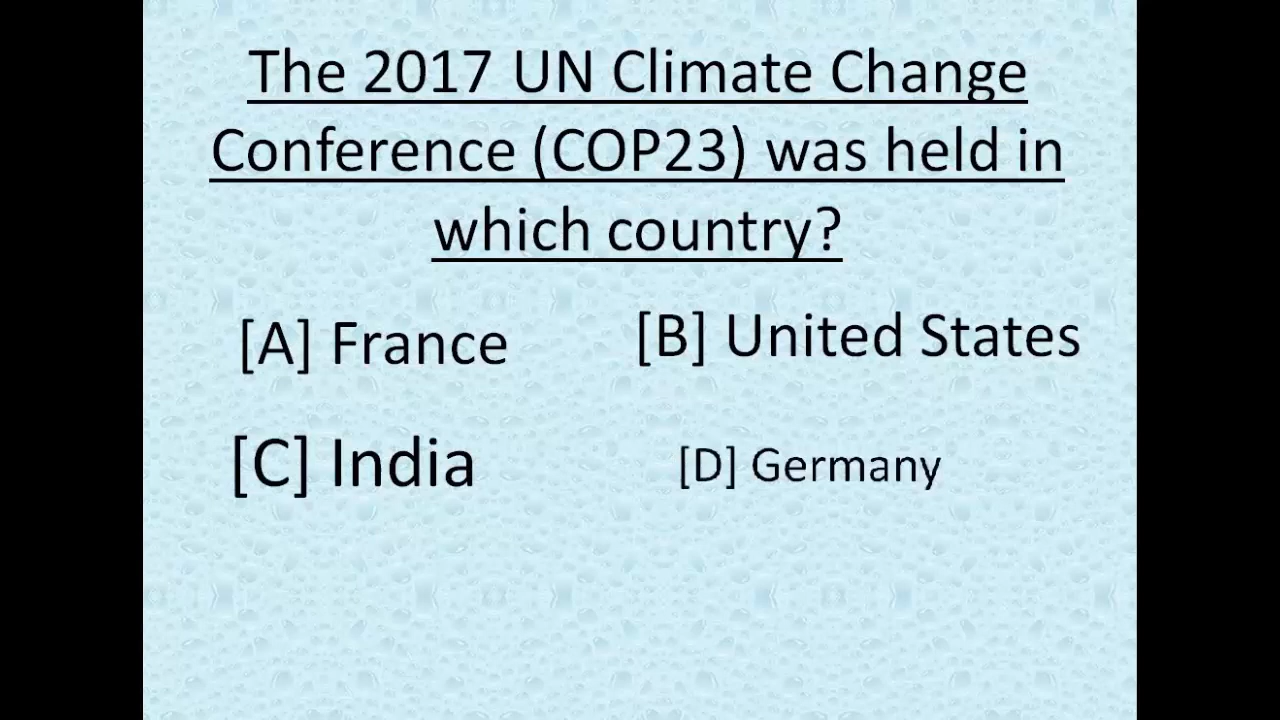 The 2017 UN Climate Change
Conference (COP23) was held in
which country?
[A] France
[B] United States
[C] India
[D] Germany